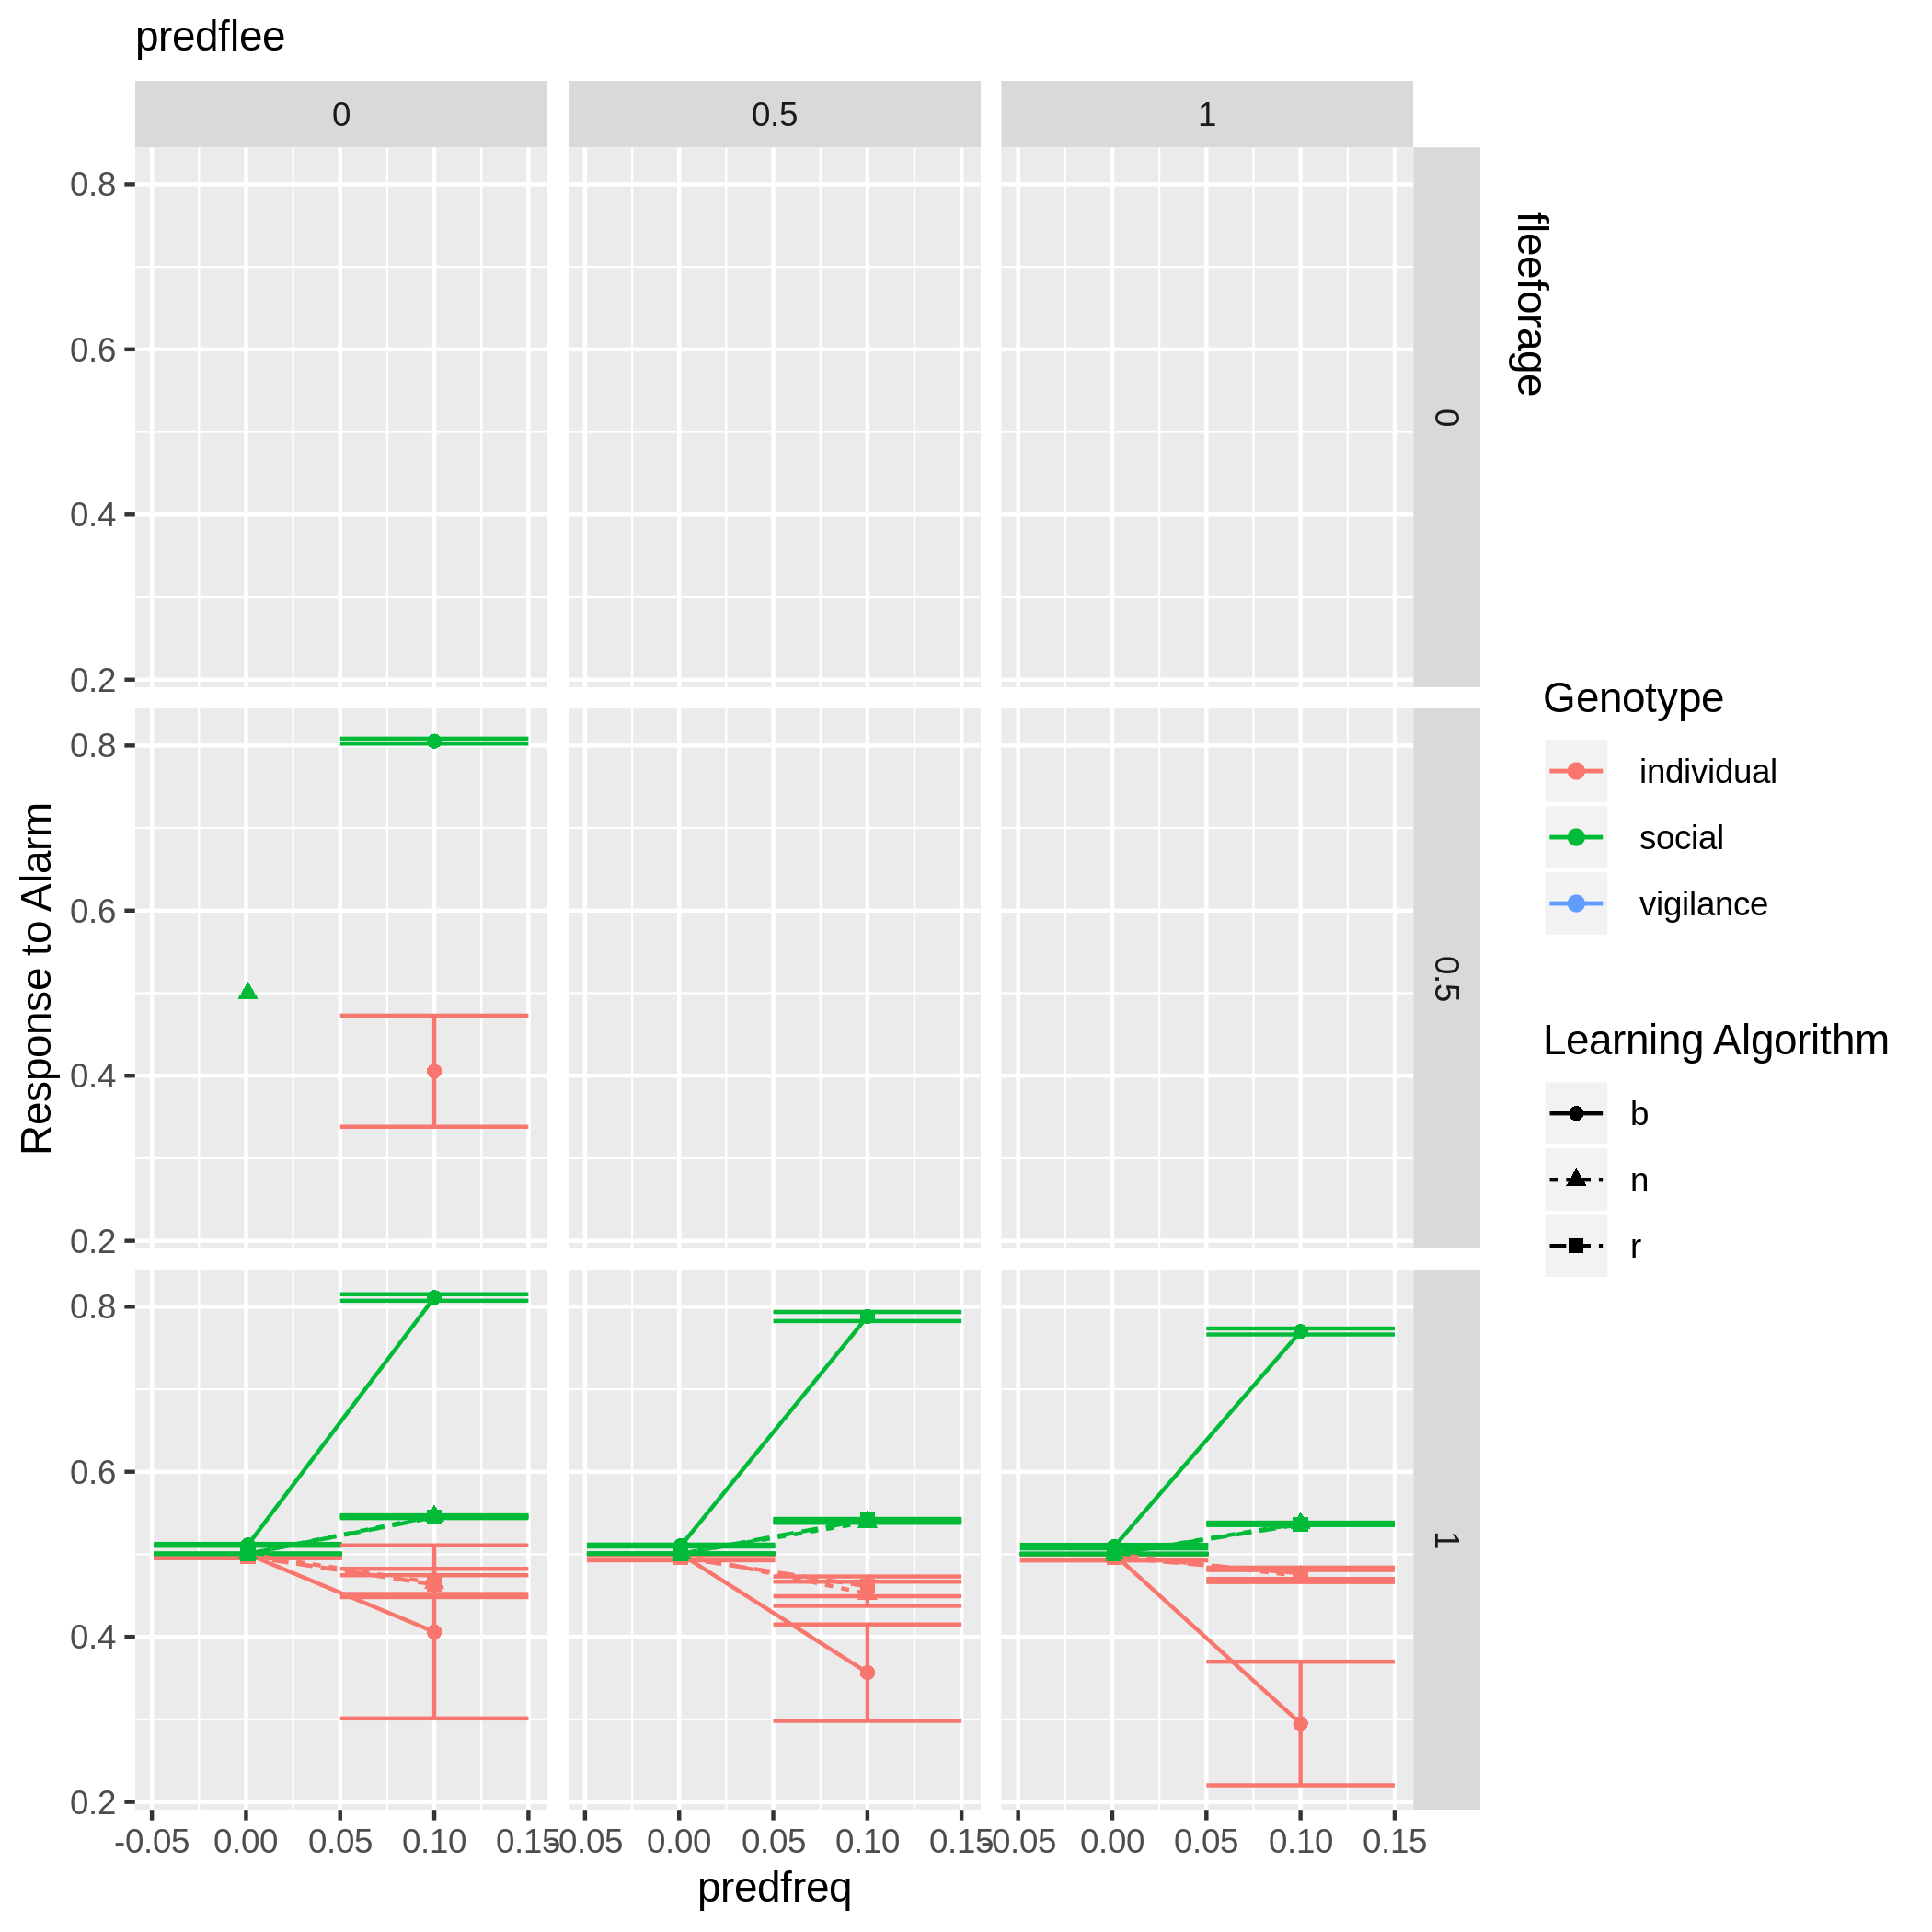 predflee
0 0.5 1
fleeforage
0
0.8
0.6
0.4
0.2
0.5
0.8
0.6
0.4
0.2
1
0.8
0.6
0.4
0.2
Response to Alarm
-0.05 0.00 0.05 0.10 0.15 -0.05 0.00 0.05 0.10 0.15 -0.05 0.00 0.05 0.10 0.15
predfreq
Genotype
individual
social
vigilance
Learning Algorithm
b
n
r